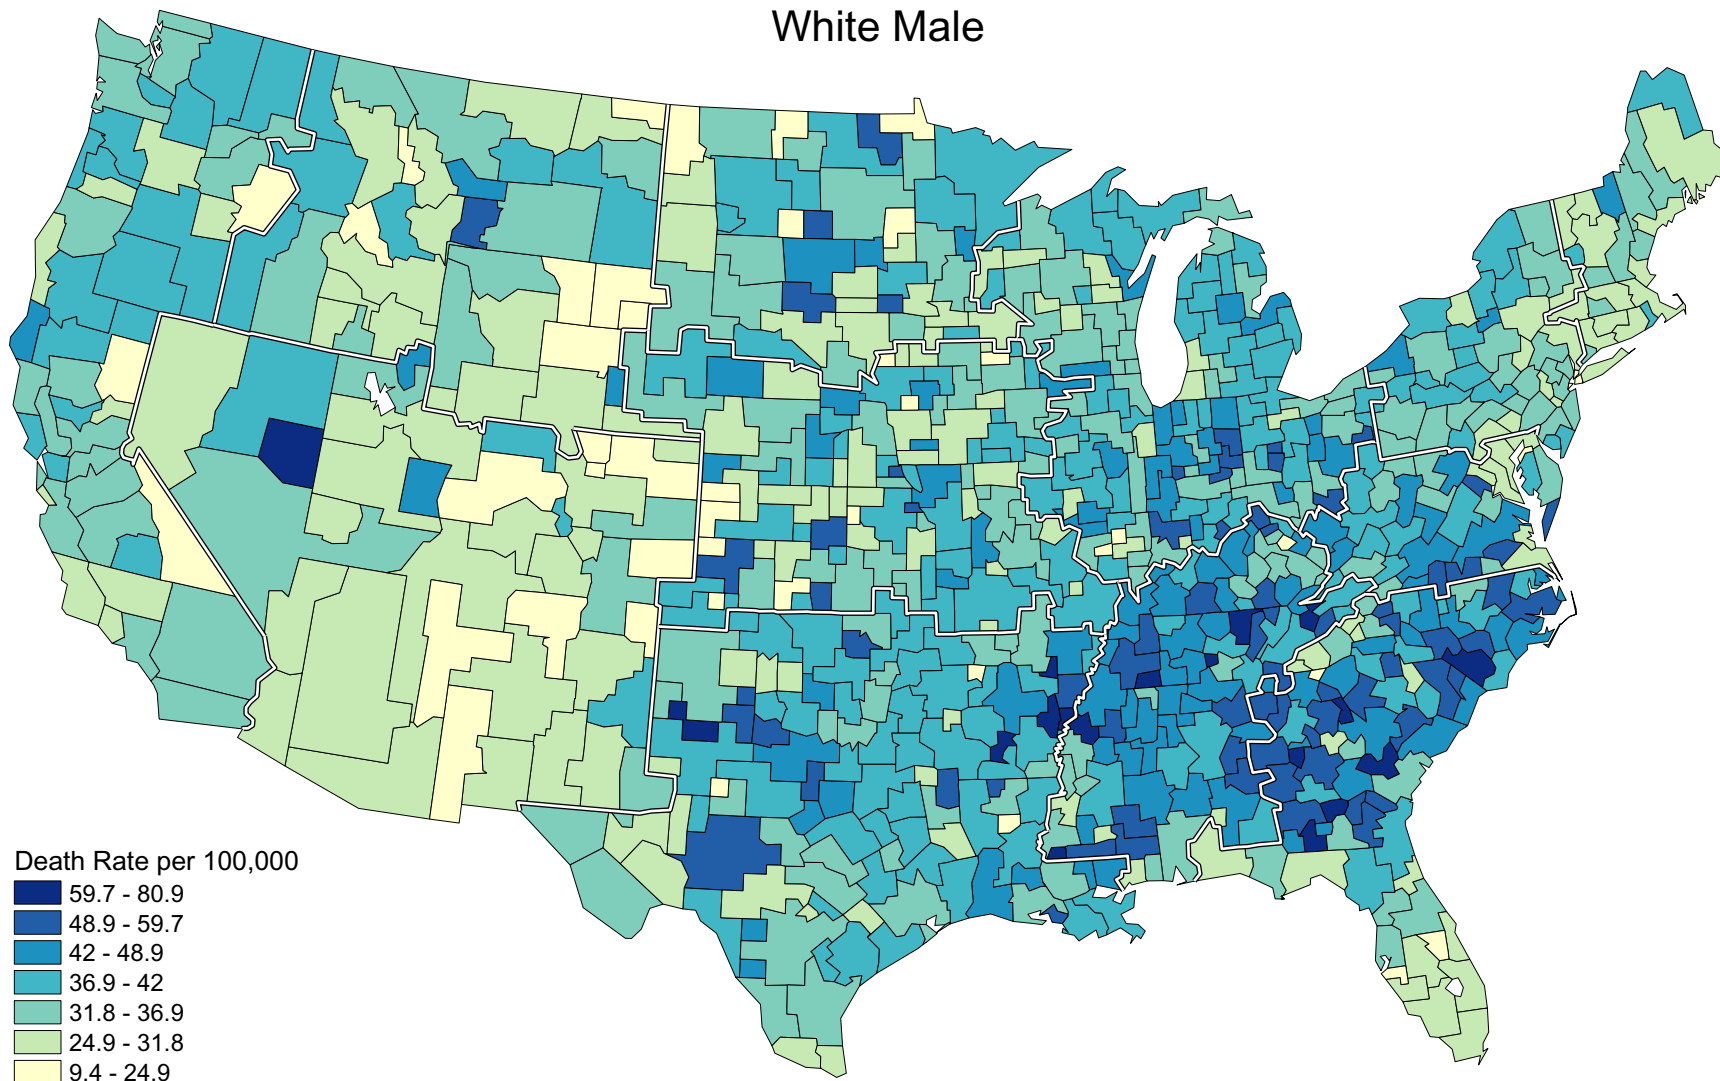 White Male
Death Rate per 100,000
59.7 - 80.9
48.9 - 59.7
42 - 48.9
36.9 - 42
31.8 - 36.9
24.9 - 31.8
9.4 - 24.9